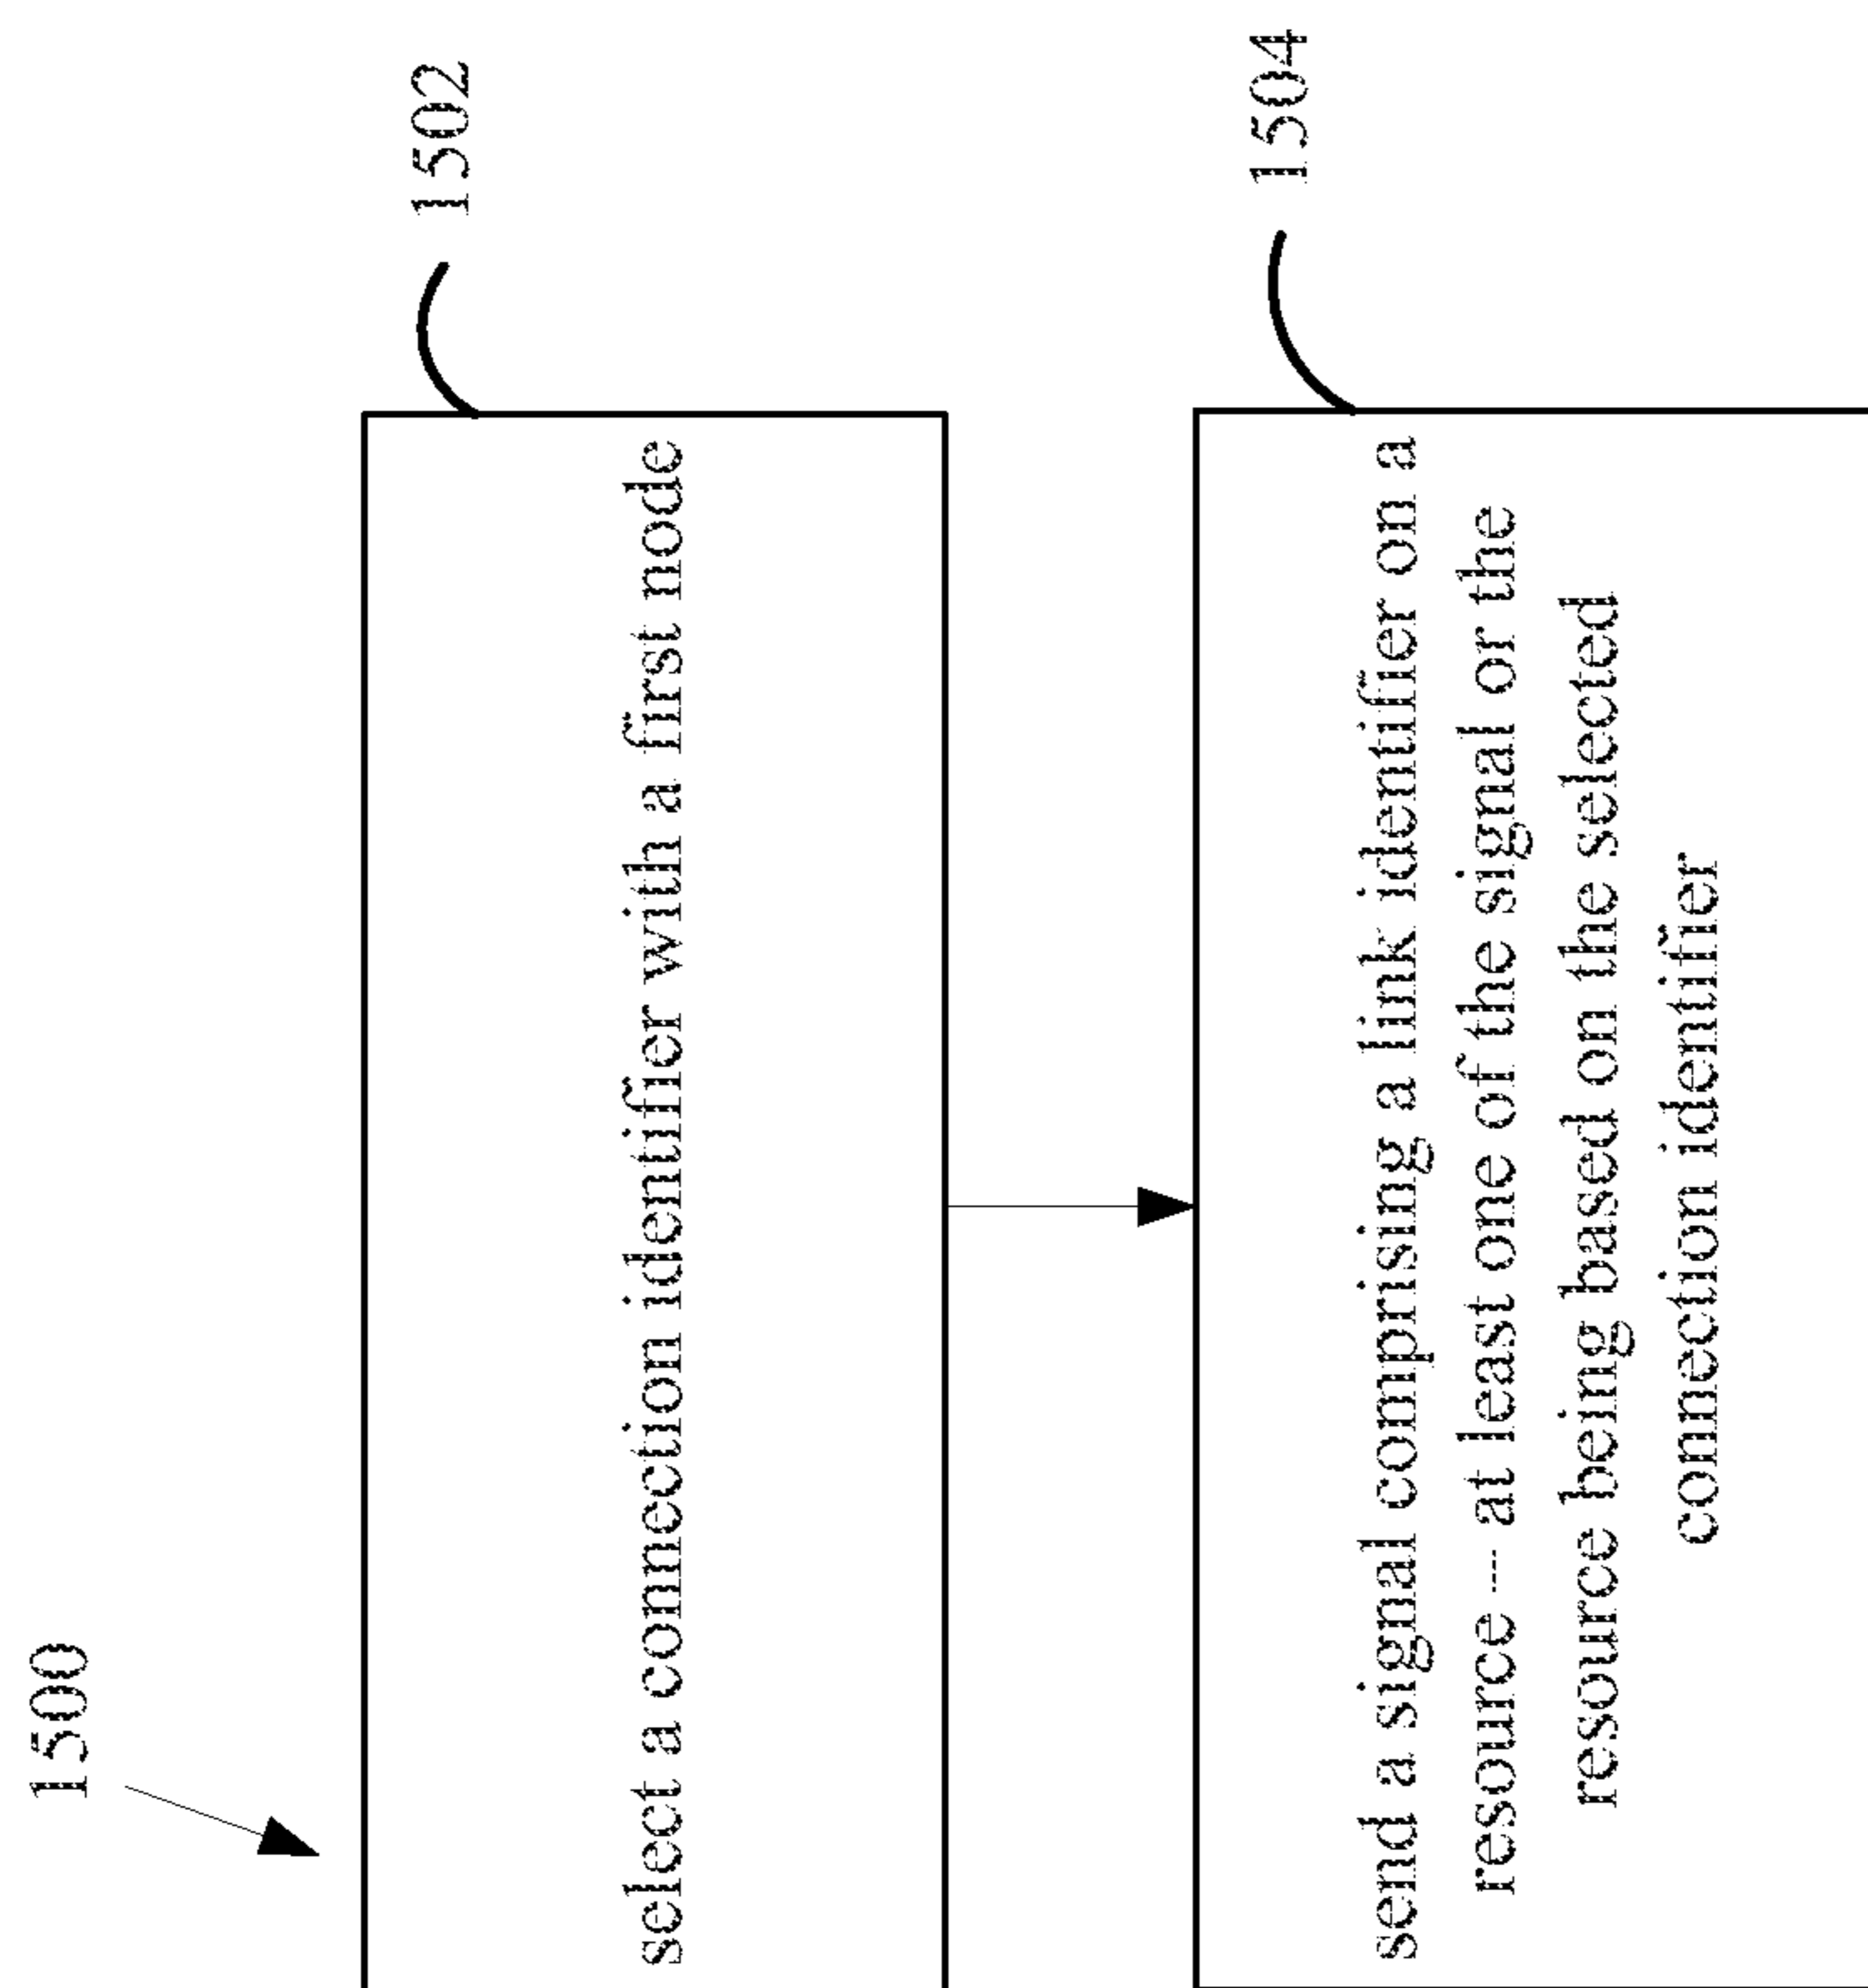 1500
1502
select a connection identifier with a first node
1504
send a signal comprising a link identifier on a
resource --- at least one of the signal or the
resource being based on the selected
connection identifier